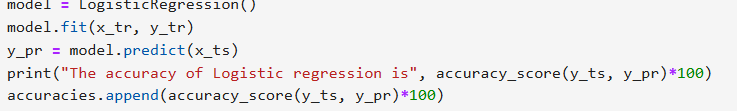 model = LogisticRegression()
model.fit(x_tr, y_tr)
y_pr = model.predict(x_ts)
print("The accuracy of Logistic regression is", accuracy_score(y_ts, y_pr)*100)
accuracies.append(accuracy_score(y_ts, y_pr)*100)